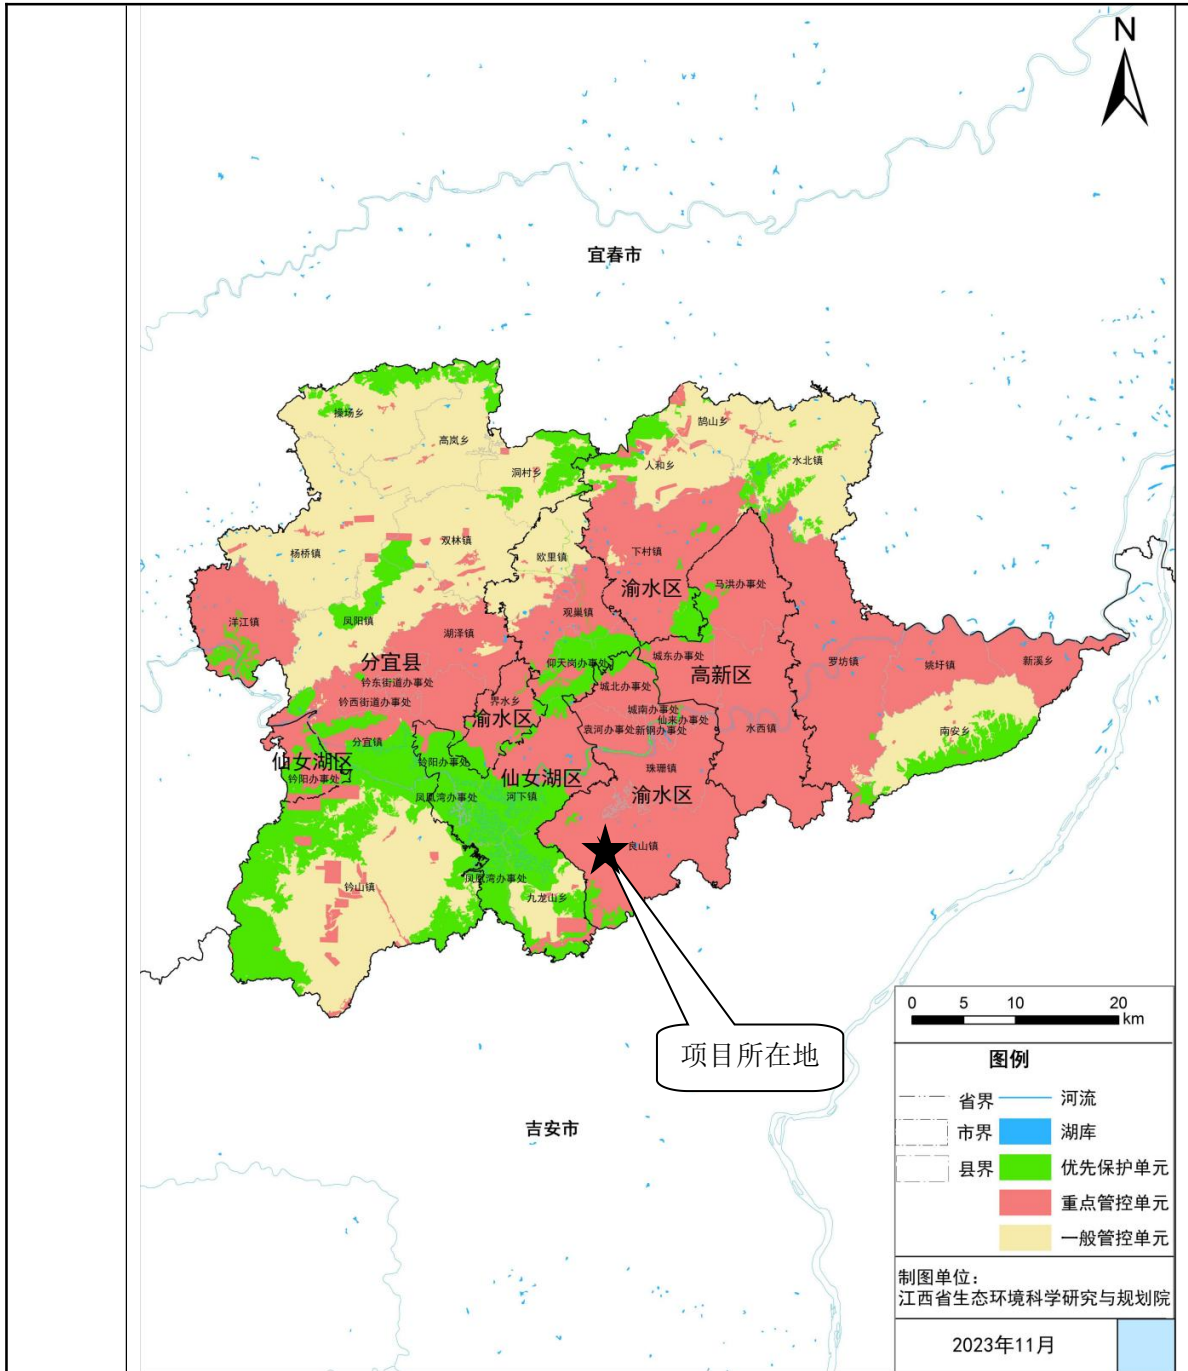 N
宜春市
操场乡
高岚乡
洞村乡
鹄山乡
人和乡
水北镇
杨桥镇
双林镇
欧里镇
下村镇
渝水区
马洪办事处
洋江镇
凤阳镇
湖泽镇
观巢镇
分宜县
仰天岗办事处
城东办事处
高新区
罗坊镇
姚圩镇
新溪乡
钤东街道办事处
钤西街道办事处
界水乡
渝水区
城北办事处
城南办事处
仙来办事处
袁河办事处
新钢办事处
水西镇
南安乡
分宜镇
仙女湖区
钤阳办事处
钤阳办事处
仙女湖区
珠珊镇
凤凰湾办事处
河下镇
渝水区
良山镇
钤山镇
凤凰湾办事处
九龙山乡
项目所在地
吉安市
0 5 10 20
km
图例
省界
河流
市界
湖库
县界
优先保护单元
重点管控单元
一般管控单元
制图单位：
江西省生态环境科学研究与规划院
2023年11月